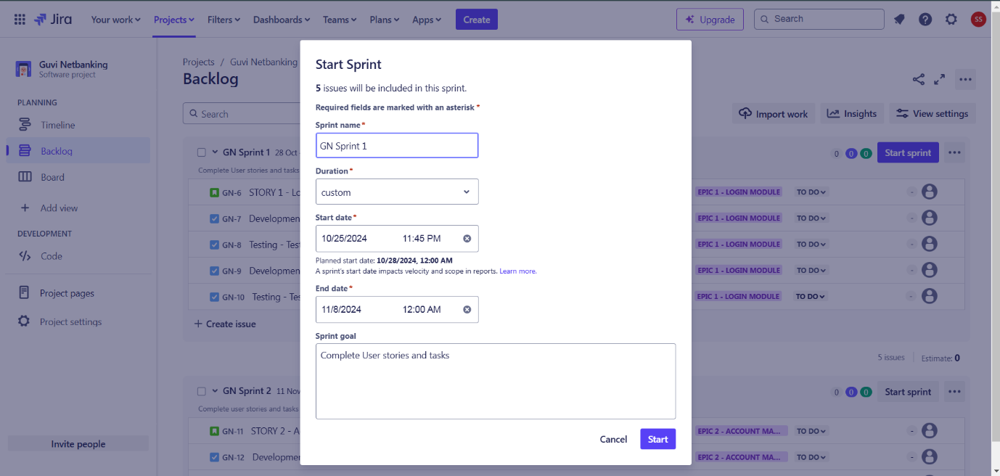 Jira Your work Projects Filters Dashboards Teams Plans Apps Create Upgrade Search SS
Guvi Netbanking
Software project
PLANNING
Timeline
Backlog
Board
Add view
DEVELOPMENT
Code
Project pages
Project settings
Invite people
Projects / Guvi Netbanking
Backlog
Search
Import work Insights View settings
GN Sprint 1 28 Oct 0 0 0 Start sprint
Complete User stories and tasks
GN-6 STORY 1 - EPIC 1 - LOGIN MODULE TO DO -
GN-7 Development EPIC 1 - LOGIN MODULE TO DO -
GN-8 Testing - EPIC 1 - LOGIN MODULE TO DO -
GN-9 Development EPIC 1 - LOGIN MODULE TO DO -
GN-10 Testing - EPIC 1 - LOGIN MODULE TO DO -
+ Create issue
5 issues Estimate: 0
GN Sprint 2 11 Nov 0 0 0 Start sprint
Complete user stories and tasks
GN-11 STORY 2 - EPIC 2 - ACCOUNT MA... TO DO -
GN-12 Development EPIC 2 - ACCOUNT MA... TO DO -
Start Sprint
5 issues will be included in this sprint.
Required fields are marked with an asterisk *
Sprint name*
GN Sprint 1
Duration*
custom
Start date*
10/25/2024 11:45 PM
Planned start date: 10/28/2024, 12:00 AM
A sprint's start date impacts velocity and scope in reports. Learn more.
End date*
11/8/2024 12:00 AM
Sprint goal
Complete User stories and tasks
Cancel Start